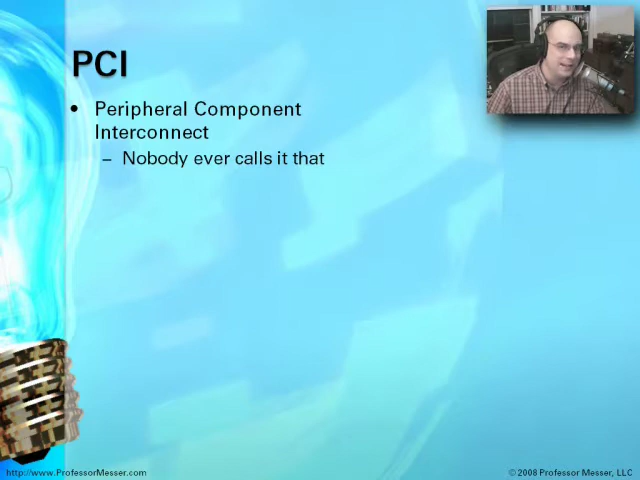 PCI
• Peripheral Component
Interconnect
– Nobody ever calls it that
http://www.ProfessorMesser.com
© 2008 Professor Messer, LLC